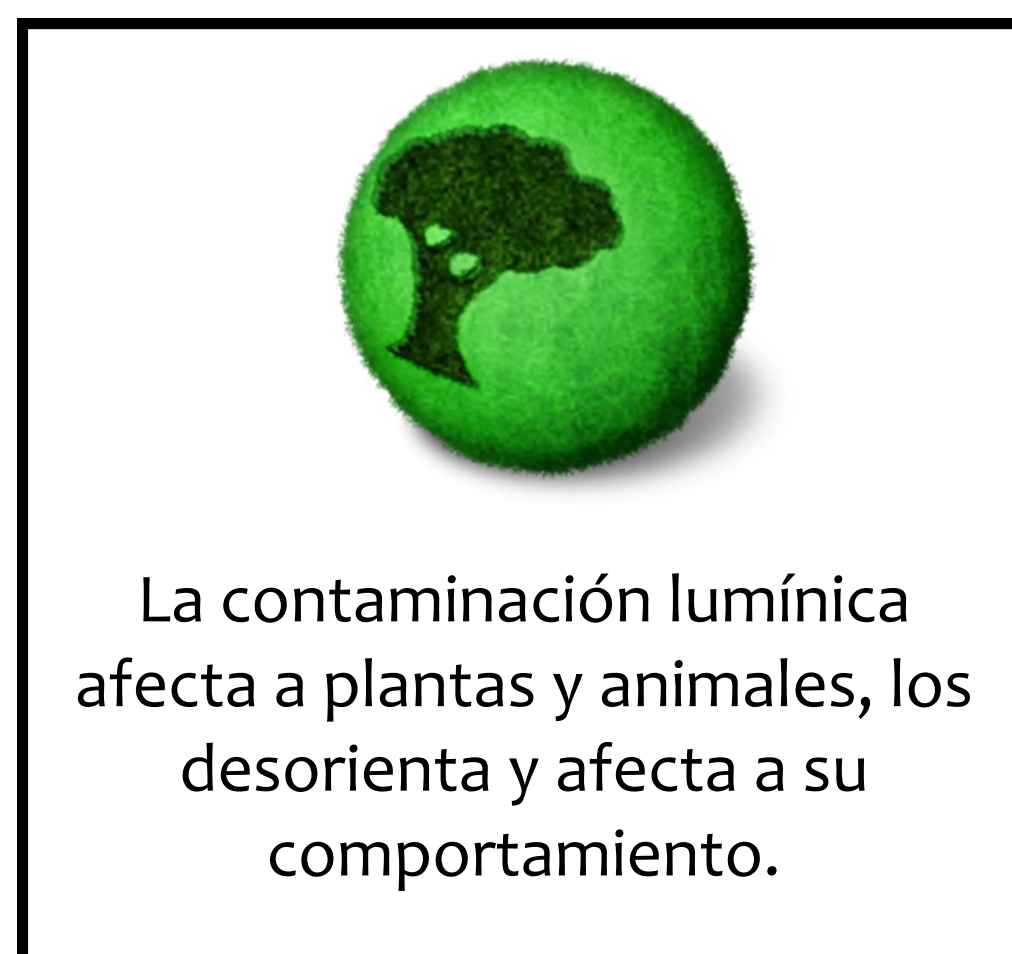 La contaminación lumínica
afecta a plantas y animales, los
desorienta y afecta a su
comportamiento.